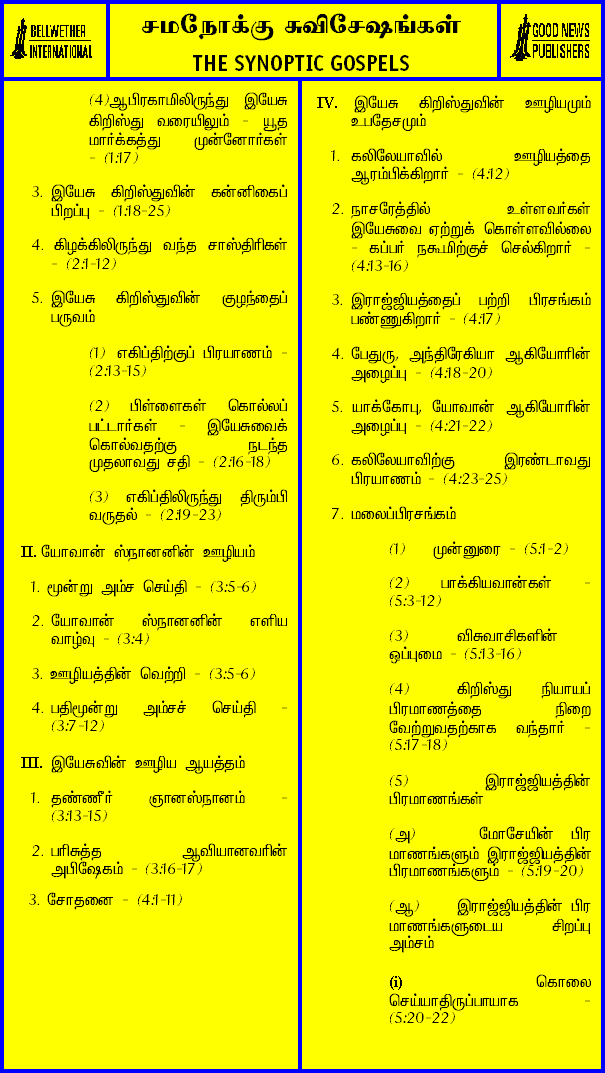 BELLWETHER
INTERNATIONAL
சமநோக்கு சுவிசேஷங்கள்
THE SYNOPTIC GOSPELS
GOOD NEWS
PUBLISHERS
(4)ஆபிரகாமிலிருந்து இயேசு
கிறிஸ்து வரையிலும் - யூத
மார்க்கத்து முன்னோர்கள்
- (1:17)
3. இயேசு கிறிஸ்துவின் கன்னிகைப்
பிறப்பு - (1:18-25)
4. கிழக்கிலிருந்து வந்த சாஸ்திரிகள்
- (2:1-12)
5. இயேசு கிறிஸ்துவின் குழந்தைப்
பருவம்
(1) எகிப்திற்குப் பிரயாணம் -
(2:13-15)
(2) பிள்ளைகள் கொல்லப்
பட்டார்கள் - இயேசுவைக்
கொல்வதற்கு நடந்த
முதலாவது சதி - (2:16-18)
(3) எகிப்திலிருந்து திரும்பி
வருதல் - (2:19-23)
II. யோவான் ஸ்நானனின் ஊழியம்
1. மூன்று அம்ச செய்தி - (3:5-6)
2. யோவான் ஸ்நானனின் எளிய
வாழ்வு - (3:4)
3. ஊழியத்தின் வெற்றி - (3:5-6)
4. பதிமூன்று அம்சச் செய்தி -
(3:7-12)
III. இயேசுவின் ஊழிய ஆயத்தம்
1. தண்ணீர் ஞானஸ்நானம் -
(3:13-15)
2. பரிசுத்த ஆவியானவரின்
அபிஷேகம் - (3:16-17)
3. சோதனை - (4:1-11)
IV. இயேசு கிறிஸ்துவின் ஊழியமும்
உபதேசமும்
1. கலிலேயாவில் ஊழியத்தை
ஆரம்பிக்கிறார் - (4:12)
2. நாசரேத்தில் உள்ளவர்கள்
இயேசுவை ஏற்றுக் கொள்ளவில்லை
- கப்பர் நகூமிற்குச் செல்கிறார் -
(4:13-16)
3. இராஜ்ஜியத்தைப் பற்றி பிரசங்கம்
பண்ணுகிறார் - (4:17)
4. பேதுரு, அந்திரேகியா ஆகியோரின்
அழைப்பு - (4:18-20)
5. யாக்கோபு, யோவான் ஆகியோரின்
அழைப்பு - (4:21-22)
6. கலிலேயாவிற்கு இரண்டாவது
பிரயாணம் - (4:23-25)
7. மலைப்பிரசங்கம்
(1) முன்னுரை - (5:1-2)
(2) பாக்கியவான்கள் -
(5:3-12)
(3) விசுவாசிகளின்
ஒப்புமை - (5:13-16)
(4) கிறிஸ்து நியாயப்
பிரமாணத்தை நிறை
வேற்றுவதற்காக வந்தார் -
(5:17-18)
(5) இராஜ்ஜியத்தின்
பிரமாணங்கள்
(அ) மோசேயின் பிர
மாணங்களும் இராஜ்ஜியத்தின்
பிரமாணங்களும் - (5:19-20)
(ஆ) இராஜ்ஜியத்தின் பிர
மாணங்களுடைய சிறப்பு
அம்சம்
(i) கொலை
செய்யாதிருப்பாயாக -
(5:20-22)